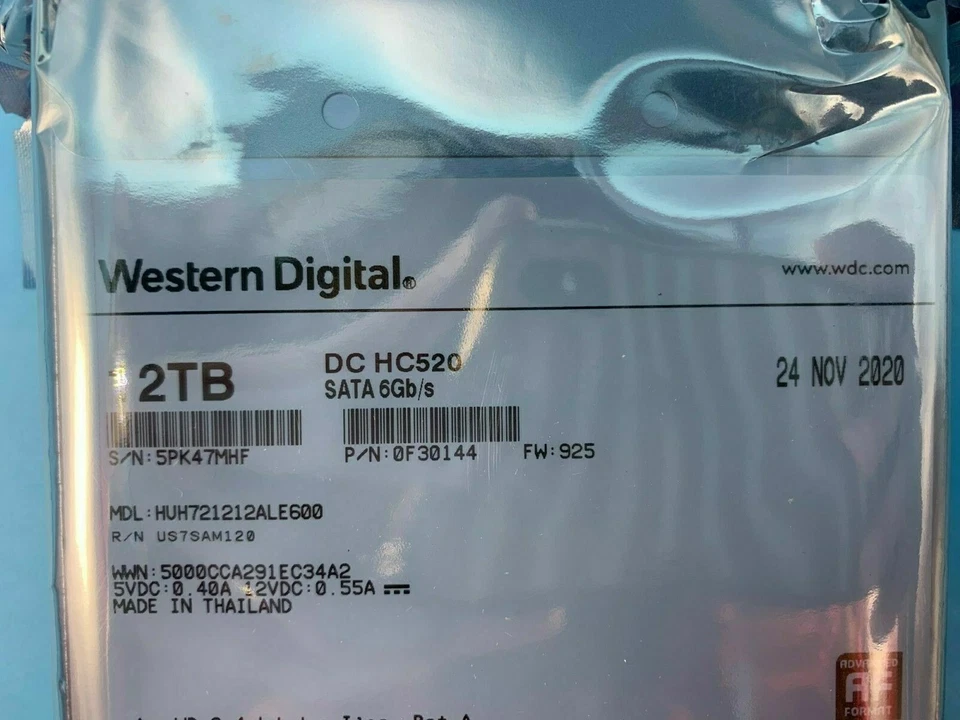 Western Digital®
www.wdc.com
12TB
DC HC520
SATA 6Gb/s
24 NOV 2020
S/N:5PK47MHF
P/N:0F30144
FW:925
MDL:HUH721212ALE600
R/N US7SAM120
WWN:5000CCA291EC34A2
5VDC:0.40A 12VDC:0.55A
MADE IN THAILAND
ADVANCED
AF
FORMAT